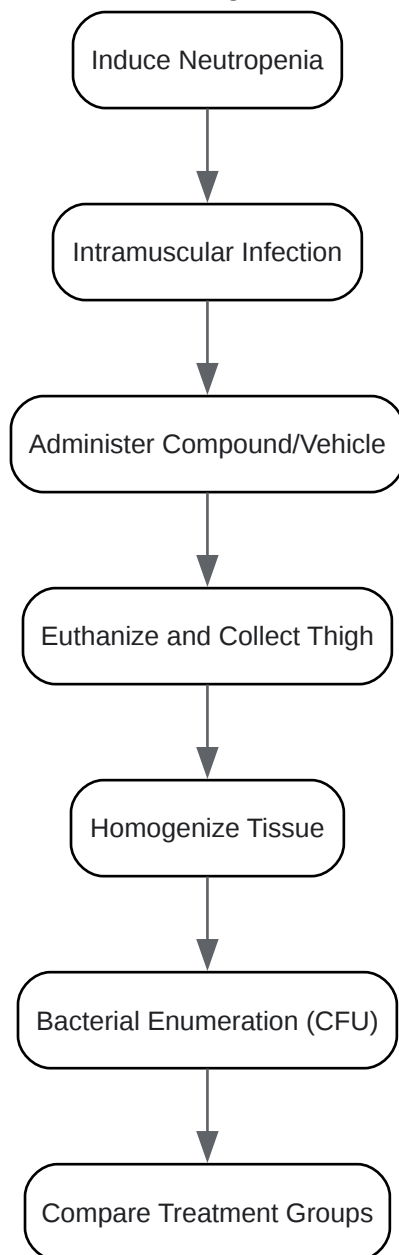 Induce Neutropenia
Intramuscular Infection
Administer Compound/Vehicle
Euthanize and Collect Thigh
Homogenize Tissue
Bacterial Enumeration (CFU)
Compare Treatment Groups